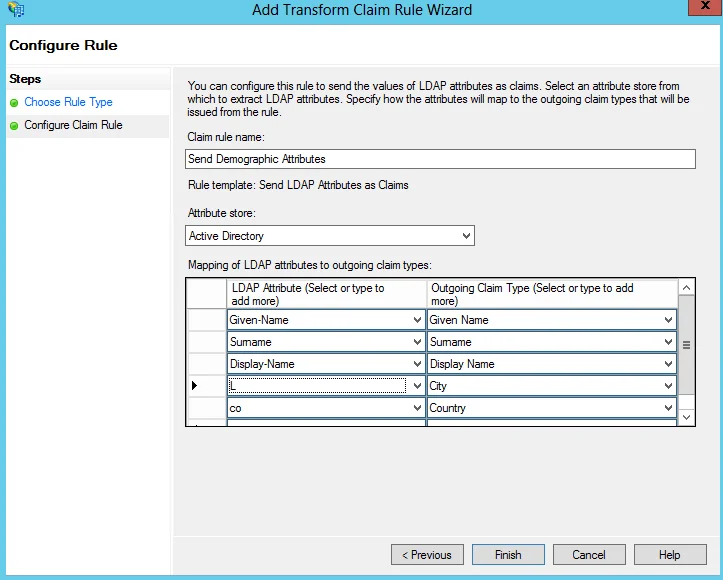 Add Transform Claim Rule Wizard
X
Configure Rule
Steps
Choose Rule Type
Configure Claim Rule
You can configure this rule to send the values of LDAP attributes as claims. Select an attribute store from
which to extract LDAP attributes. Specify how the attributes will map to the outgoing claim types that will be
issued from the rule.
Claim rule name:
Send Demographic Attributes
Rule template: Send LDAP Attributes as Claims
Attribute store:
Active Directory
Mapping of LDAP attributes to outgoing claim types:
LDAP Attribute (Select or type to
add more)
Outgoing Claim Type (Select or type to add
more)
Given-Name Given Name
Surname Surname
Display-Name Display Name
L City
co Country
< Previous Finish Cancel Help